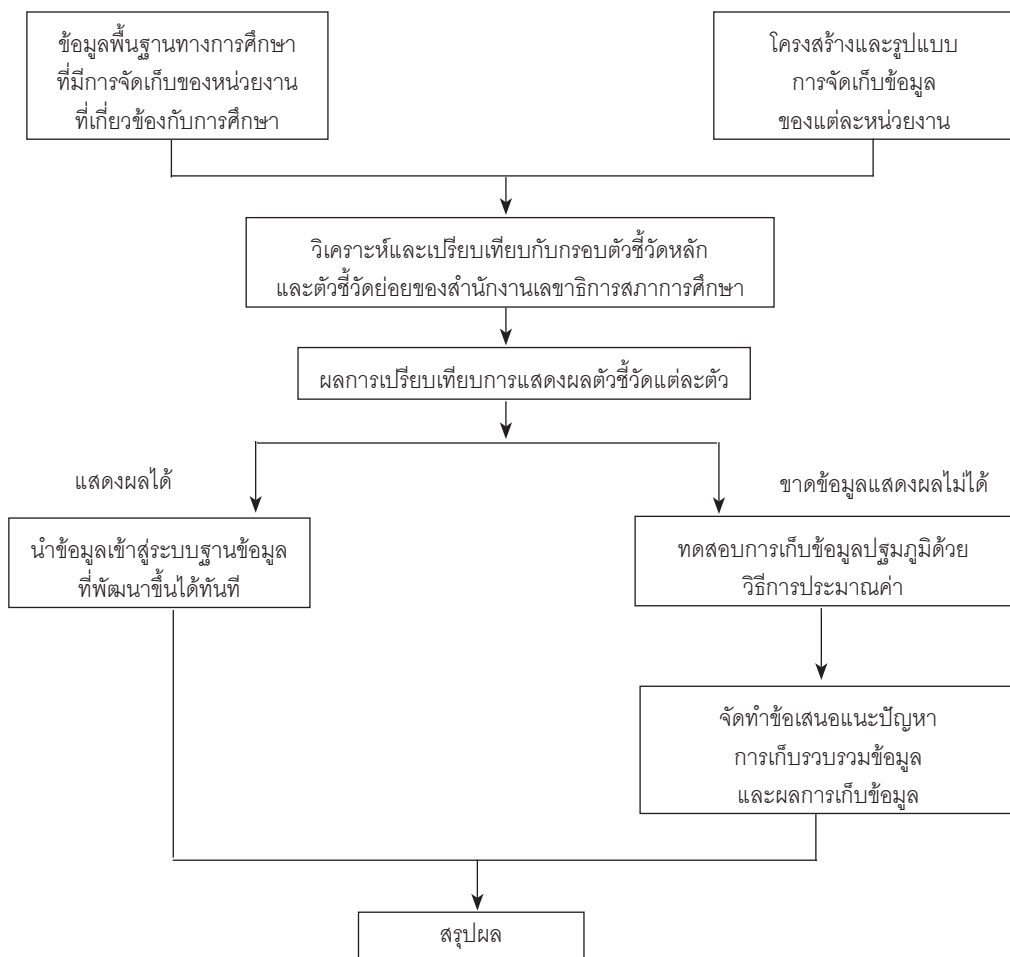 ข้อมูลพื้นฐานทางการศึกษา
ที่มีการจัดเก็บของหน่วยงาน
ที่เกี่ยวข้องกับการศึกษา
โครงสร้างและรูปแบบ
การจัดเก็บข้อมูล
ของแต่ละหน่วยงาน
วิเคราะห์และเปรียบเทียบกับกรอบตัวชี้วัดหลัก
และตัวชี้วัดย่อยของสำนักงานเลขาธิการสภาการศึกษา
ผลการเปรียบเทียบการแสดงผลตัวชี้วัดแต่ละตัว
แสดงผลได้
ขาดข้อมูลแสดงผลไม่ได้
นำข้อมูลเข้าสู่ระบบฐานข้อมูล
ที่พัฒนาขึ้นได้ทันที
ทดสอบการเก็บข้อมูลปฐมภูมิด้วย
วิธีการประมาณค่า
จัดทำข้อเสนอแนะปัญหา
การเก็บรวบรวมข้อมูล
และผลการเก็บข้อมูล
สรุปผล